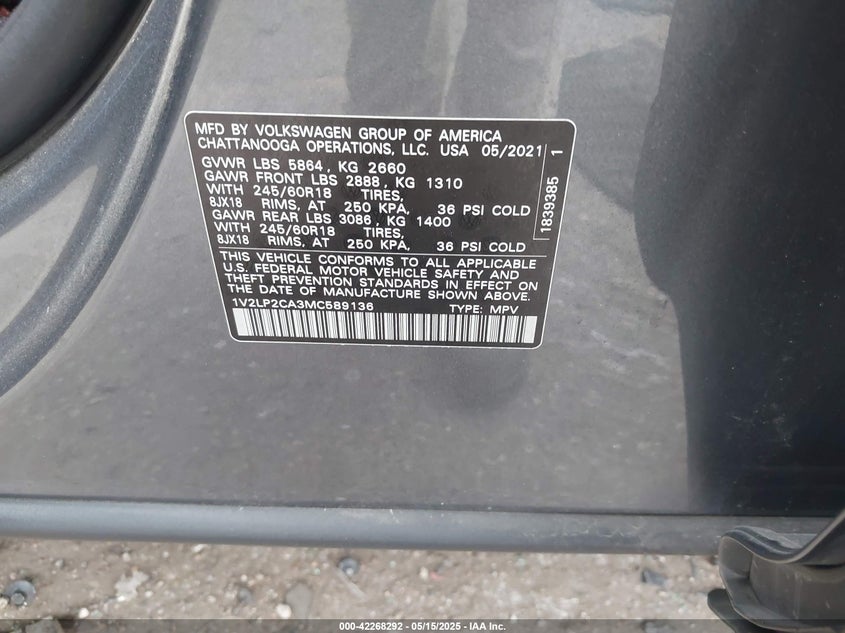 MFD BY VOLKSWAGEN GROUP OF AMERICA
CHATTANOOGA OPERATIONS, LLC. USA 05/2021
GVWR LBS 5864, KG 2660
GAWR FRONT LBS 2888, KG 1310
WITH 245/60R18 TIRES,
8JX18 RIMS, AT 250 KPA, 36 PSI COLD
GAWR REAR LBS 3086, KG 1400
WITH 245/60R18 TIRES,
8JX18 RIMS, AT 250 KPA, 36 PSI COLD
THIS VEHICLE CONFORMS TO ALL APPLICABLE
U.S. FEDERAL MOTOR VEHICLE SAFETY AND
THEFT PREVENTION STANDARDS IN EFFECT ON
THE DATE OF MANUFACTURE SHOWN ABOVE
1V2LP2CA3MC589136 TYPE: MPV
1839385 1
000-42268292 — 05/15/2025 — IAA Inc.